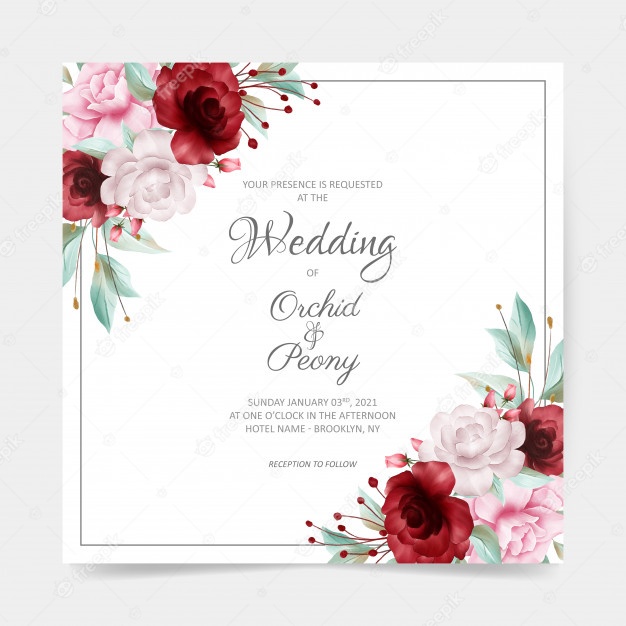 YOUR PRESENCE IS REQUESTED
AT THE
Wedding
OF
Orchid
&
Peony
SUNDAY JANUARY 03RD, 2021
AT ONE O'CLOCK IN THE AFTERNOON
HOTEL NAME - BROOKLYN, NY
RECEPTION TO FOLLOW
freepik